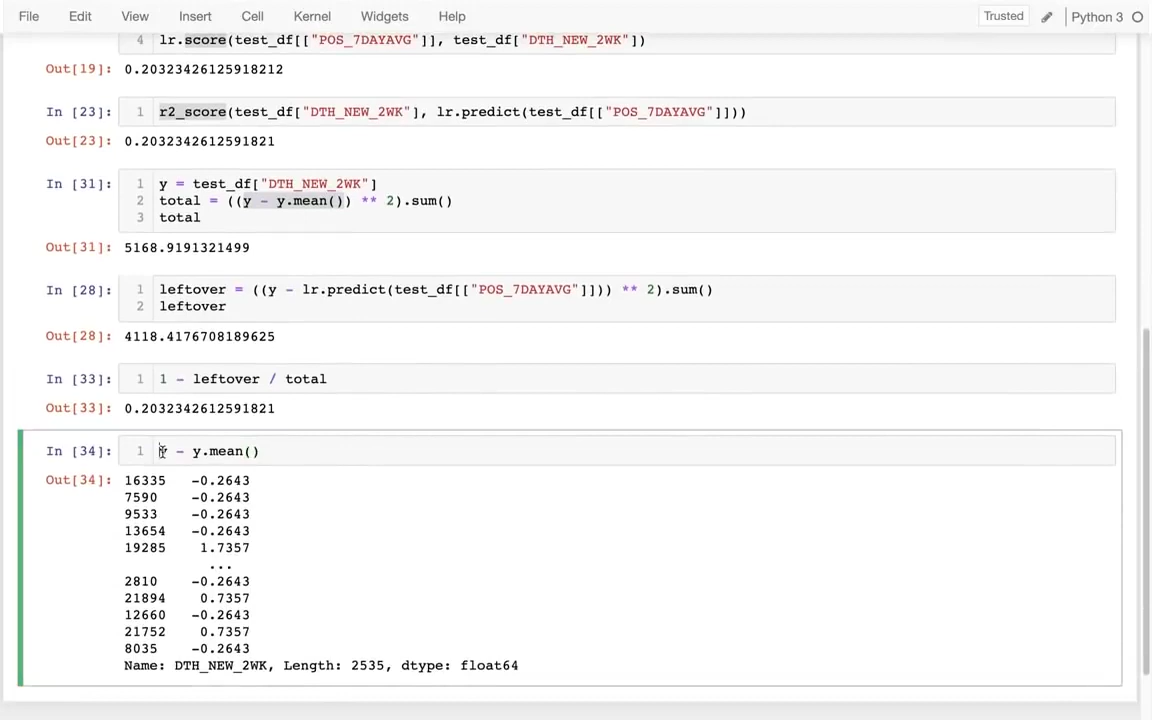 File Edit View Insert Cell Kernel Widgets Help Trusted Python 3
4 lr.score(test_df[["POS_7DAYAVG"]], test_df["DTH_NEW_2WK"])
Out[19]: 0.20323426125918212
In [23]: 1 r2_score(test_df["DTH_NEW_2WK"], lr.predict(test_df[["POS_7DAYAVG"]]))
Out[23]: 0.2032342612591821
In [31]: 1 y = test_df["DTH_NEW_2WK"]
2 total = ((y - y.mean()) ** 2).sum()
3 total
Out[31]: 5168.9191321499
In [28]: 1 leftover = ((y - lr.predict(test_df[["POS_7DAYAVG"]])) ** 2).sum()
2 leftover
Out[28]: 4118.4176708189625
In [33]: 1 1 - leftover / total
Out[33]: 0.2032342612591821
In [34]: 1 y - y.mean()
Out[34]: 16335 -0.2643
7590 -0.2643
9533 -0.2643
13654 -0.2643
19285 1.7357
...
2810 -0.2643
21894 0.7357
12660 -0.2643
21752 0.7357
8035 -0.2643
Name: DTH_NEW_2WK, Length: 2535, dtype: float64